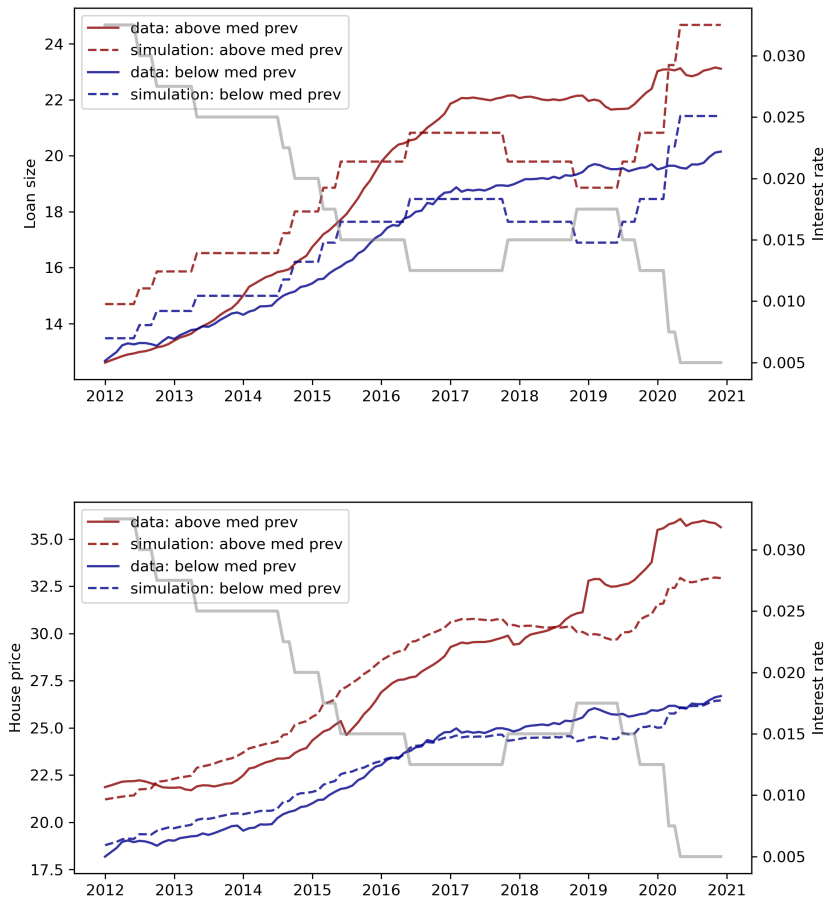 data: above med prev
simulation: above med prev
data: below med prev
simulation: below med prev
24
22
20
18
16
14
Loan size
0.030
0.025
0.020
0.015
0.010
0.005
Interest rate
2012 2013 2014 2015 2016 2017 2018 2019 2020 2021
data: above med prev
simulation: above med prev
data: below med prev
simulation: below med prev
35.0
32.5
30.0
27.5
25.0
22.5
20.0
17.5
House price
0.030
0.025
0.020
0.015
0.010
0.005
Interest rate
2012 2013 2014 2015 2016 2017 2018 2019 2020 2021